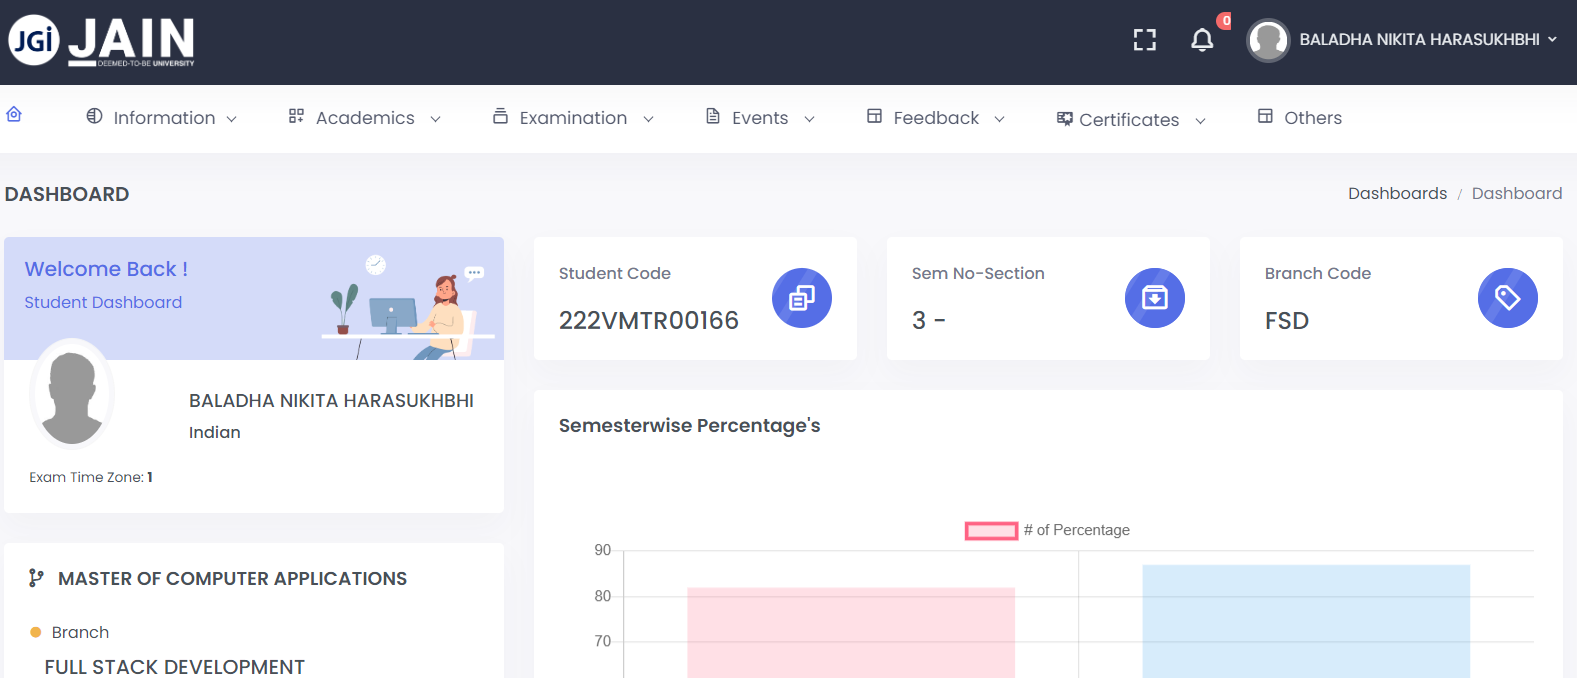 JGi JAIN
DEEMED-TO-BE UNIVERSITY
0
BALADHA NIKITA HARASUKHBHI
Information
Academics
Examination
Events
Feedback
Certificates
Others
DASHBOARD
Dashboards / Dashboard
Welcome Back !
Student Dashboard
BALADHA NIKITA HARASUKHBHI
Indian
Exam Time Zone: 1
Student Code
222VMTR00166
Sem No-Section
3 -
Branch Code
FSD
MASTER OF COMPUTER APPLICATIONS
Branch
FULL STACK DEVELOPMENT
Semesterwise Percentage's
# of Percentage
90
80
70